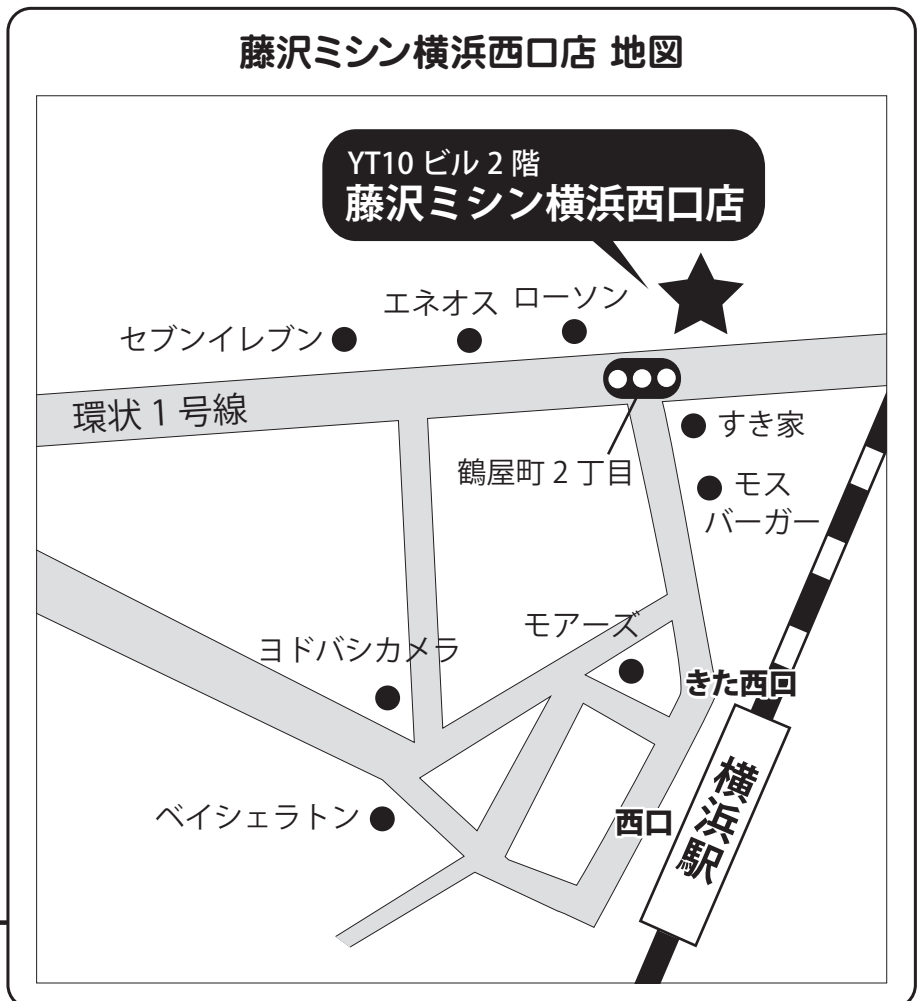 藤沢ミシン横浜西口店 地図
YT10 ビル 2 階
藤沢ミシン横浜西口店
エネオス
ローソン
セブンイレブン
環状 1 号線
すき家
鶴屋町 2 丁目
モス
バーガー
モアーズ
ヨドバシカメラ
きた西口
横浜駅
西口
ベイシェラトン